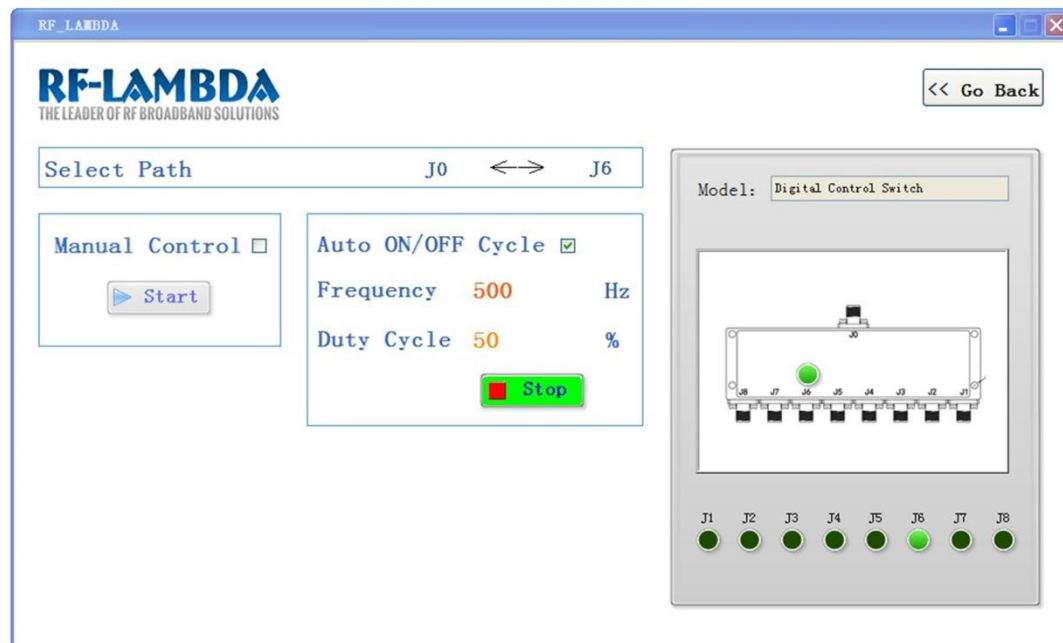 RF_LAMBDA
RF-LAMBDA
THE LEADER OF RF BROADBAND SOLUTIONS
<< Go Back
Select Path J0 <--> J6
Manual Control
Start
Auto ON/OFF Cycle
Frequency 500 Hz
Duty Cycle 50 %
Stop
Model: Digital Control Switch
J0
J8 J7 J6 J5 J4 J3 J2 J1
J1 J2 J3 J4 J5 J6 J7 J8